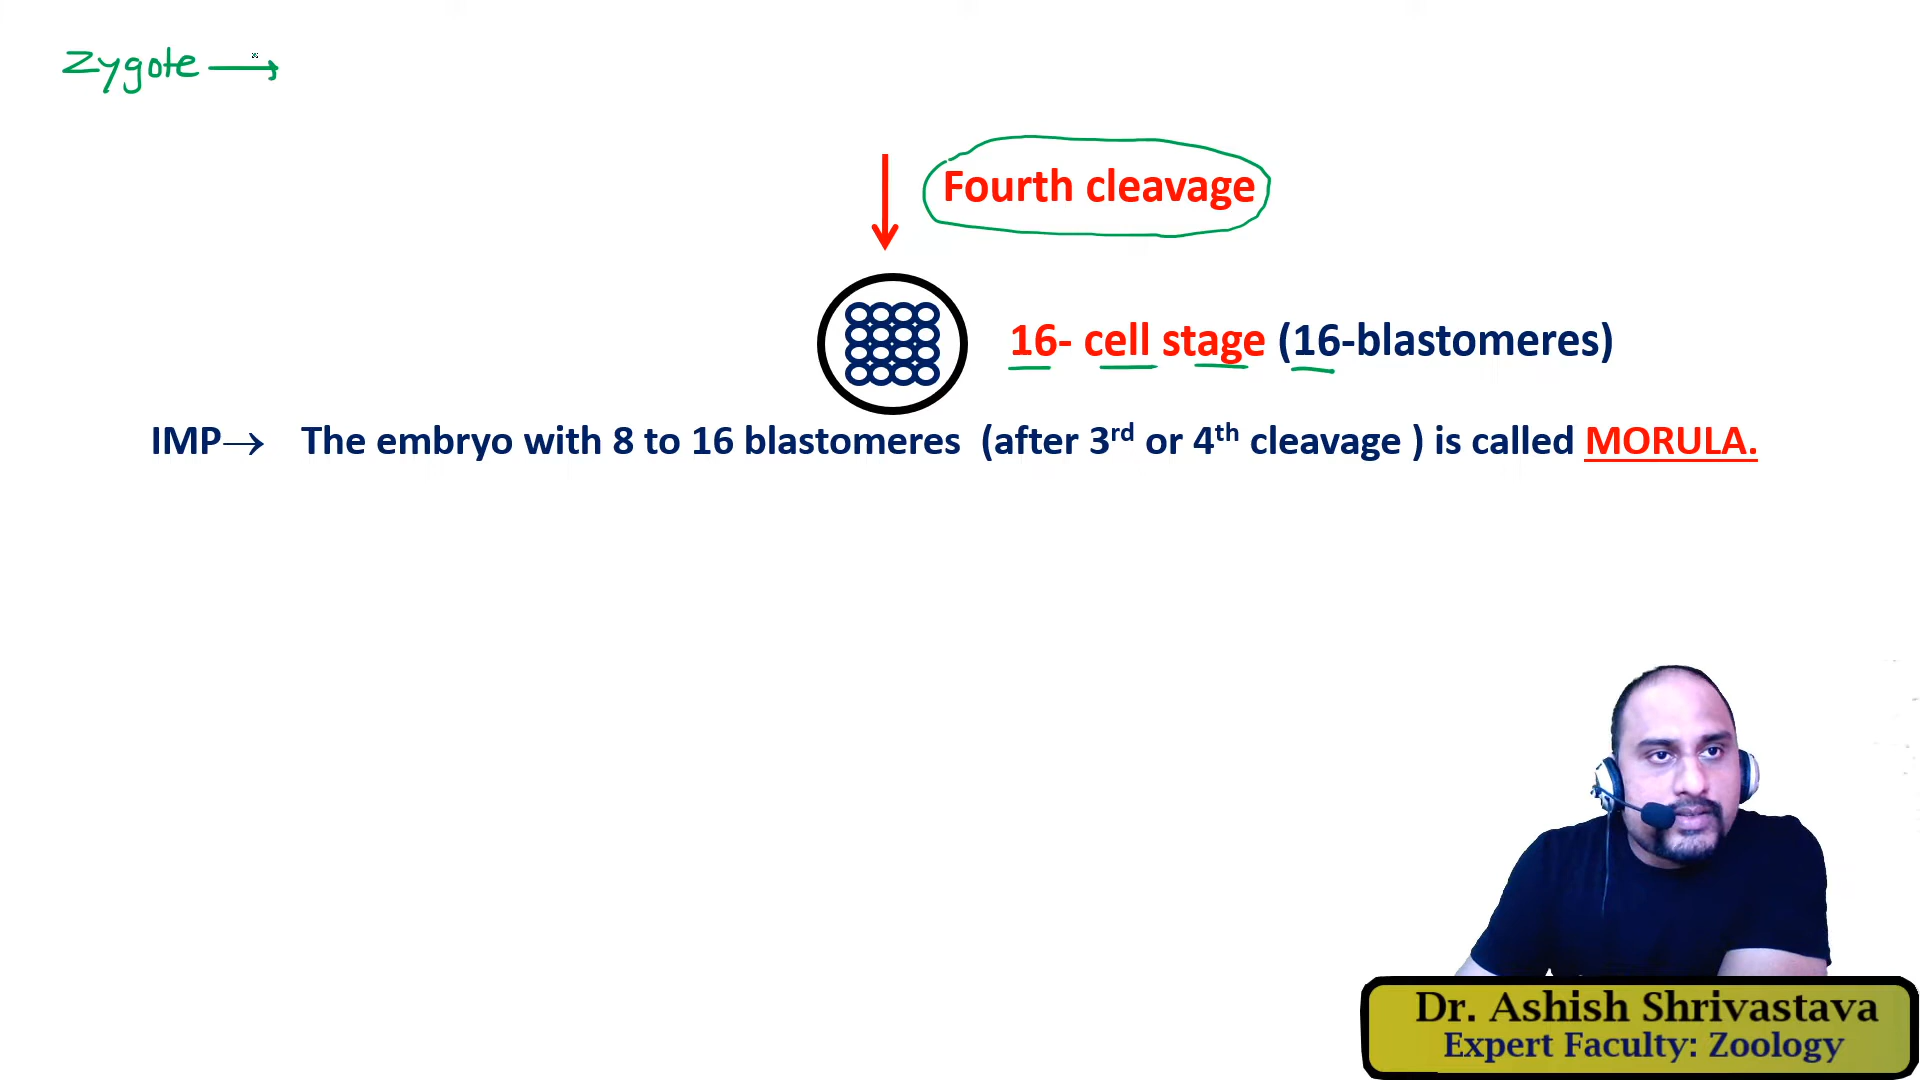 Zygote →
Fourth cleavage
16- cell stage (16-blastomeres)
IMP→ The embryo with 8 to 16 blastomeres (after 3rd or 4th cleavage ) is called MORULA.
Dr. Ashish Shrivastava
Expert Faculty: Zoology